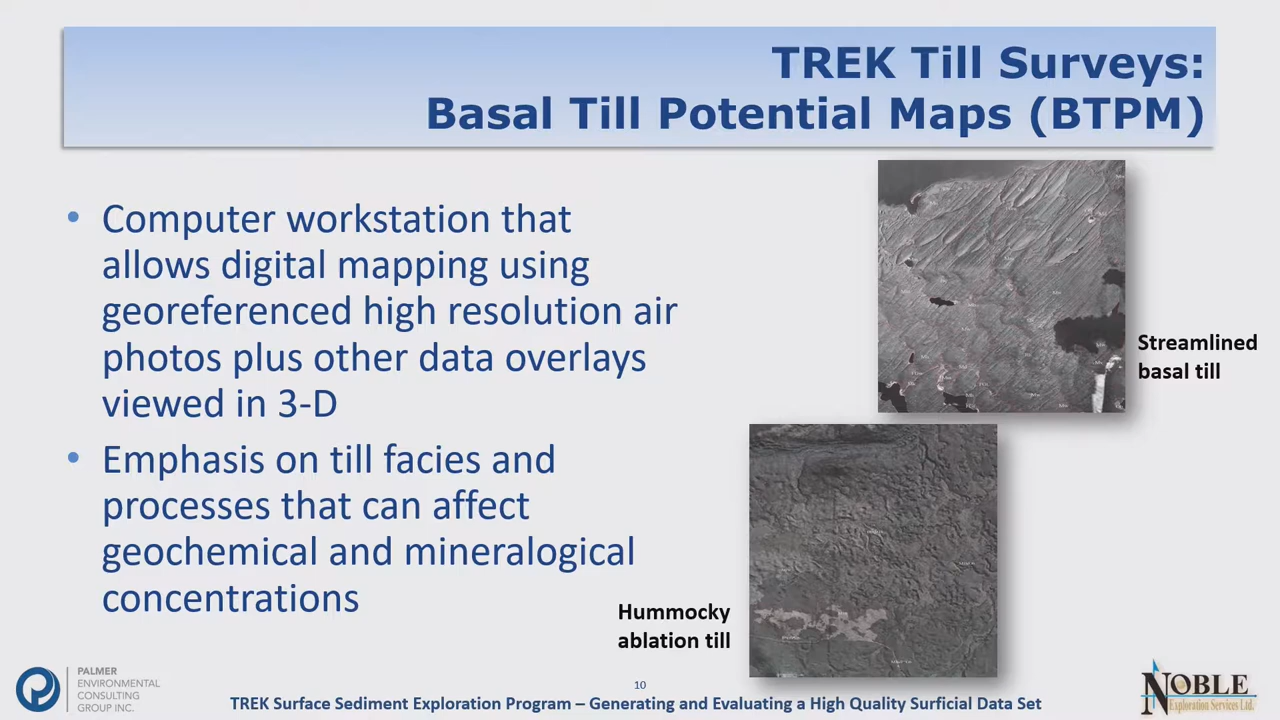 TREK Till Surveys:
Basal Till Potential Maps (BTPM)
• Computer workstation that
allows digital mapping using
georeferenced high resolution air
photos plus other data overlays
viewed in 3-D
• Emphasis on till facies and
processes that can affect
geochemical and mineralogical
concentrations
Streamlined
basal till
Hummocky
ablation till
PALMER
ENVIRONMENTAL
CONSULTING
GROUP INC.
10
TREK Surface Sediment Exploration Program – Generating and Evaluating a High Quality Surficial Data Set
NOBLE
Exploration Services Ltd.